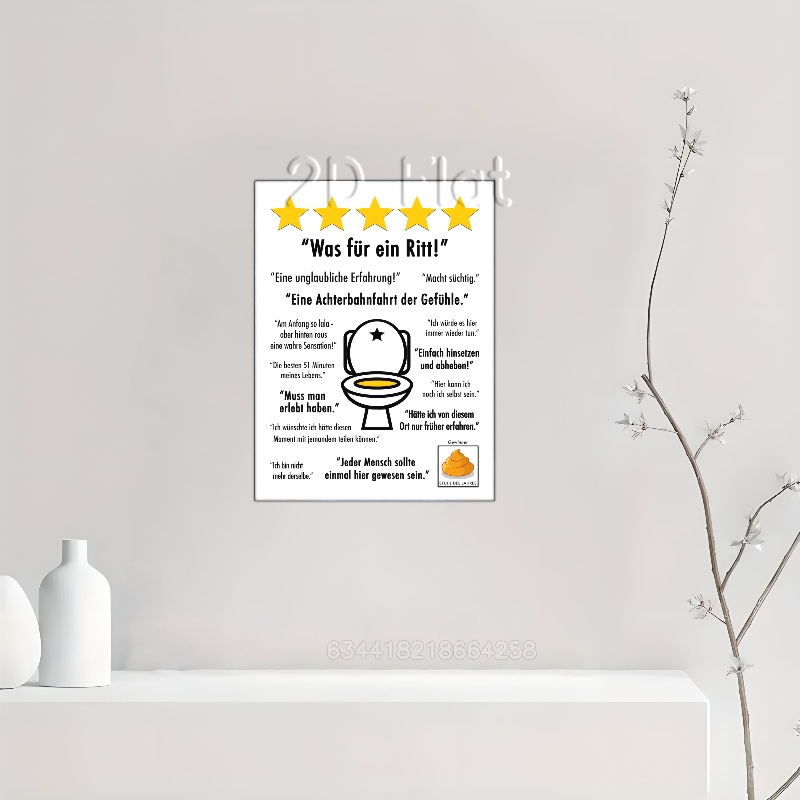 2D Flat
“Was für ein Ritt!”
“Eine unglaubliche Erfahrung!” “Macht süchtig.”
“Eine Achterbahnfahrt der Gefühle.”
“Am Anfang so lala -
aber hinten raus
eine wahre Sensation!”
“Ich würde es hier
immer wieder tun.”
“Einfach hinsetzen
und abheben!”
“Die besten 51 Minuten
meines Lebens.”
“Hier kann ich
noch ich selbst sein.”
“Muss man
erlebt haben.”
“Hätte ich von diesem
Ort nur früher erfahren.”
“Ich wünschte ich hätte diesen
Moment mit jemandem teilen können.”
Gewinner
STUHL DES JAHRES
“Jeder Mensch sollte
einmal hier gewesen sein.”
“Ich bin nicht
mehr derselbe.”
634418218664258